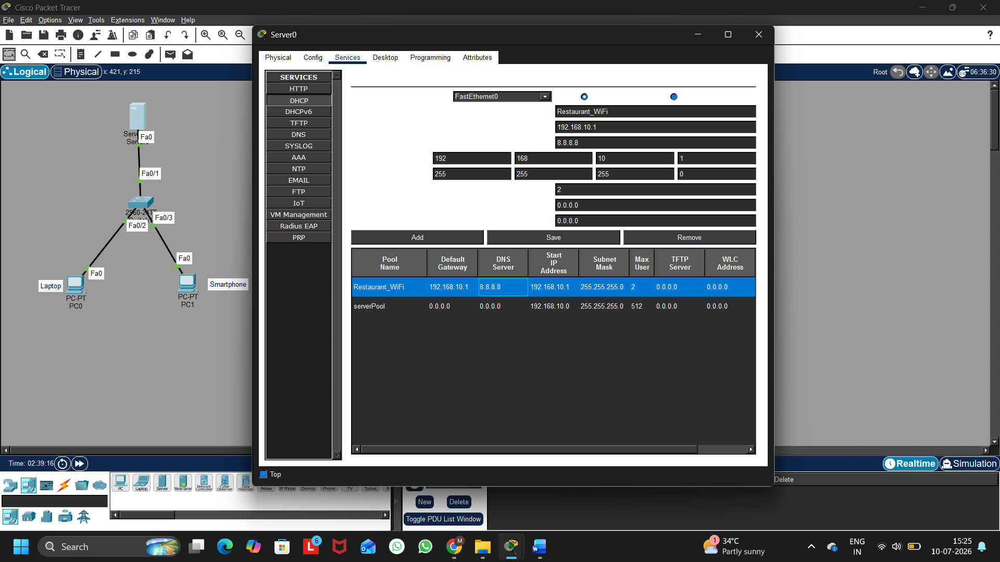 Cisco Packet Tracer
File Edit Options View Tools Extensions Window Help
Logical Physical x: 421, y: 215
Root 06:36:30
Fa0
Fa0/1
2960-24TT
Fa0/3
Fa0/2
Fa0
Fa0
Laptop
Smartphone
PC-PT
PC0
PC-PT
PC1
Server0
Physical Config Services Desktop Programming Attributes
SERVICES
HTTP
DHCP
DHCPv6
TFTP
DNS
SYSLOG
AAA
NTP
EMAIL
FTP
IoT
VM Management
Radius EAP
PRP
FastEthernet0
Restaurant_WiFi
192.168.10.1
8.8.8.8
192 168 10 1
255 255 255 0
2
0.0.0.0
0.0.0.0
Add Save Remove
Pool Name Default Gateway DNS Server Start IP Address Subnet Mask Max User TFTP Server WLC Address
Restaurant_WiFi 192.168.10.1 8.8.8.8 192.168.10.1 255.255.255.0 2 0.0.0.0 0.0.0.0
serverPool 0.0.0.0 0.0.0.0 192.168.10.0 255.255.255.0 512 0.0.0.0 0.0.0.0
Top
Time: 02:39:16
Realtime Simulation
PC Laptop Server Meraki Server Network Controller Cyber Observer Data Historian Printer IP Phone Device Phone TV Tablet
Delete
New Delete
Toggle PDU List Window
Search
6
M
1
34°C
Partly sunny
ENG
IN
15:25
10-07-2026